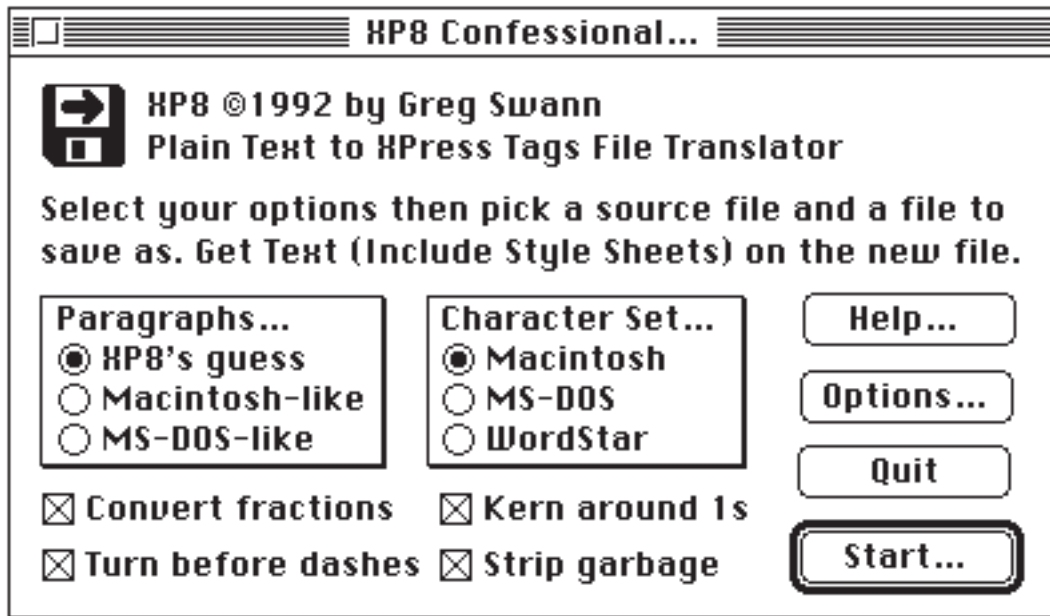 XP8 Confessional...
XP8 ©1992 by Greg Swann
Plain Text to XPress Tags File Translator
Select your options then pick a source file and a file to
save as. Get Text (Include Style Sheets) on the new file.
Paragraphs...
XP8's guess
Macintosh-like
MS-DOS-like
Character Set...
Macintosh
MS-DOS
WordStar
Help...
Options...
Quit
Start...
Convert fractions
Kern around 1s
Turn before dashes
Strip garbage